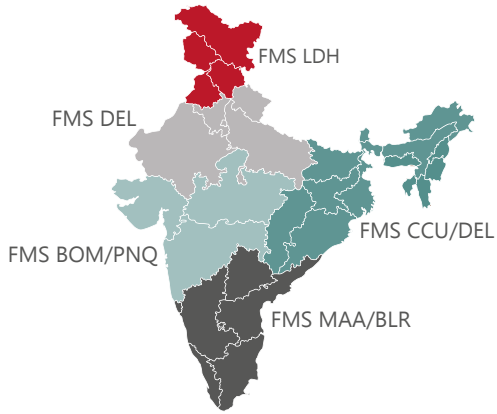 FMS LDH
FMS DEL
FMS CCU/DEL
FMS BOM/PNQ
FMS MAA/BLR